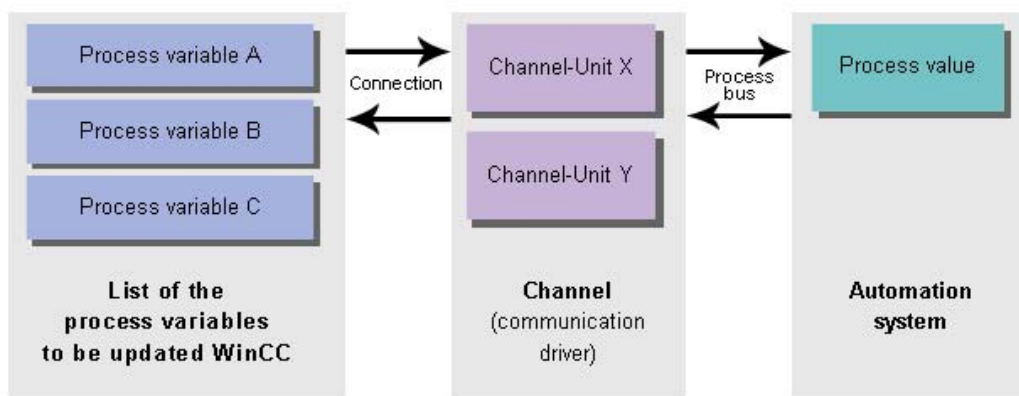 Process variable A
Process variable B
Process variable C
List of the
process variables
to be updated WinCC
Connection
Channel-Unit X
Channel-Unit Y
Channel
(communication
driver)
Process
bus
Process value
Automation
system